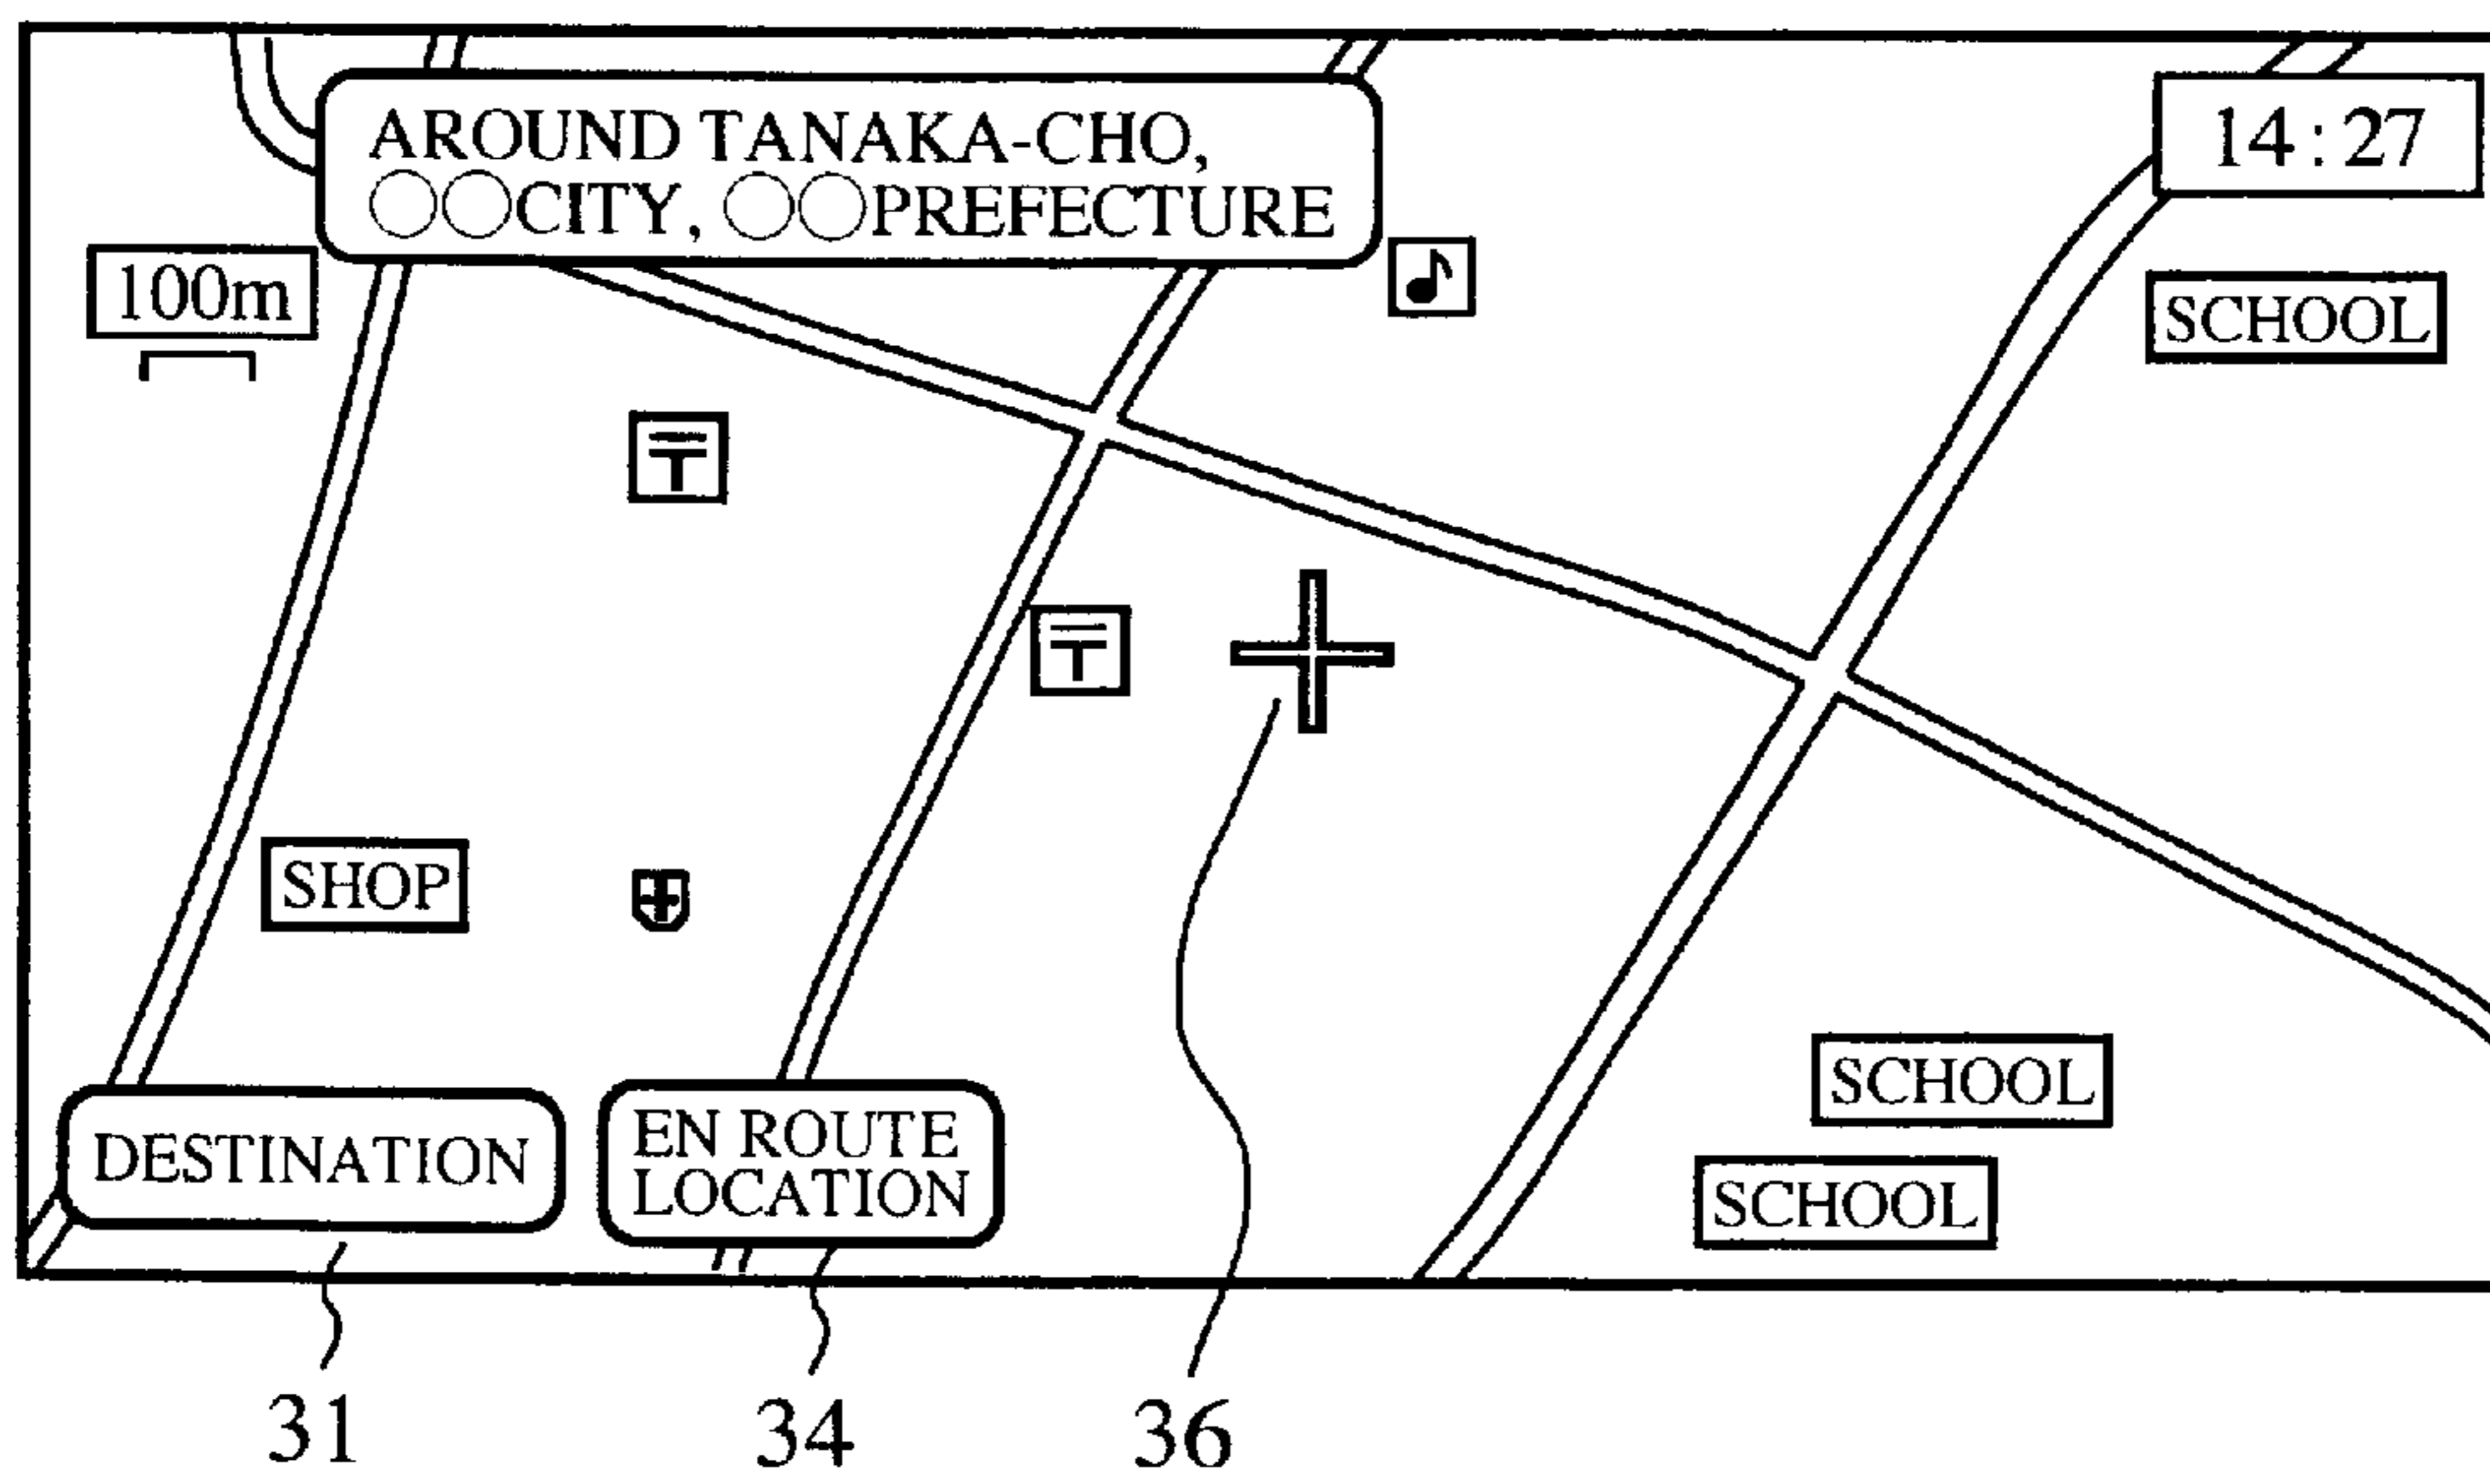 AROUND TANAKA-CHO,
◯◯CITY, ◯◯PREFECTURE
14:27
100m
SCHOOL
〒
〒
SHOP
SCHOOL
DESTINATION
EN ROUTE
LOCATION
SCHOOL
31
34
36